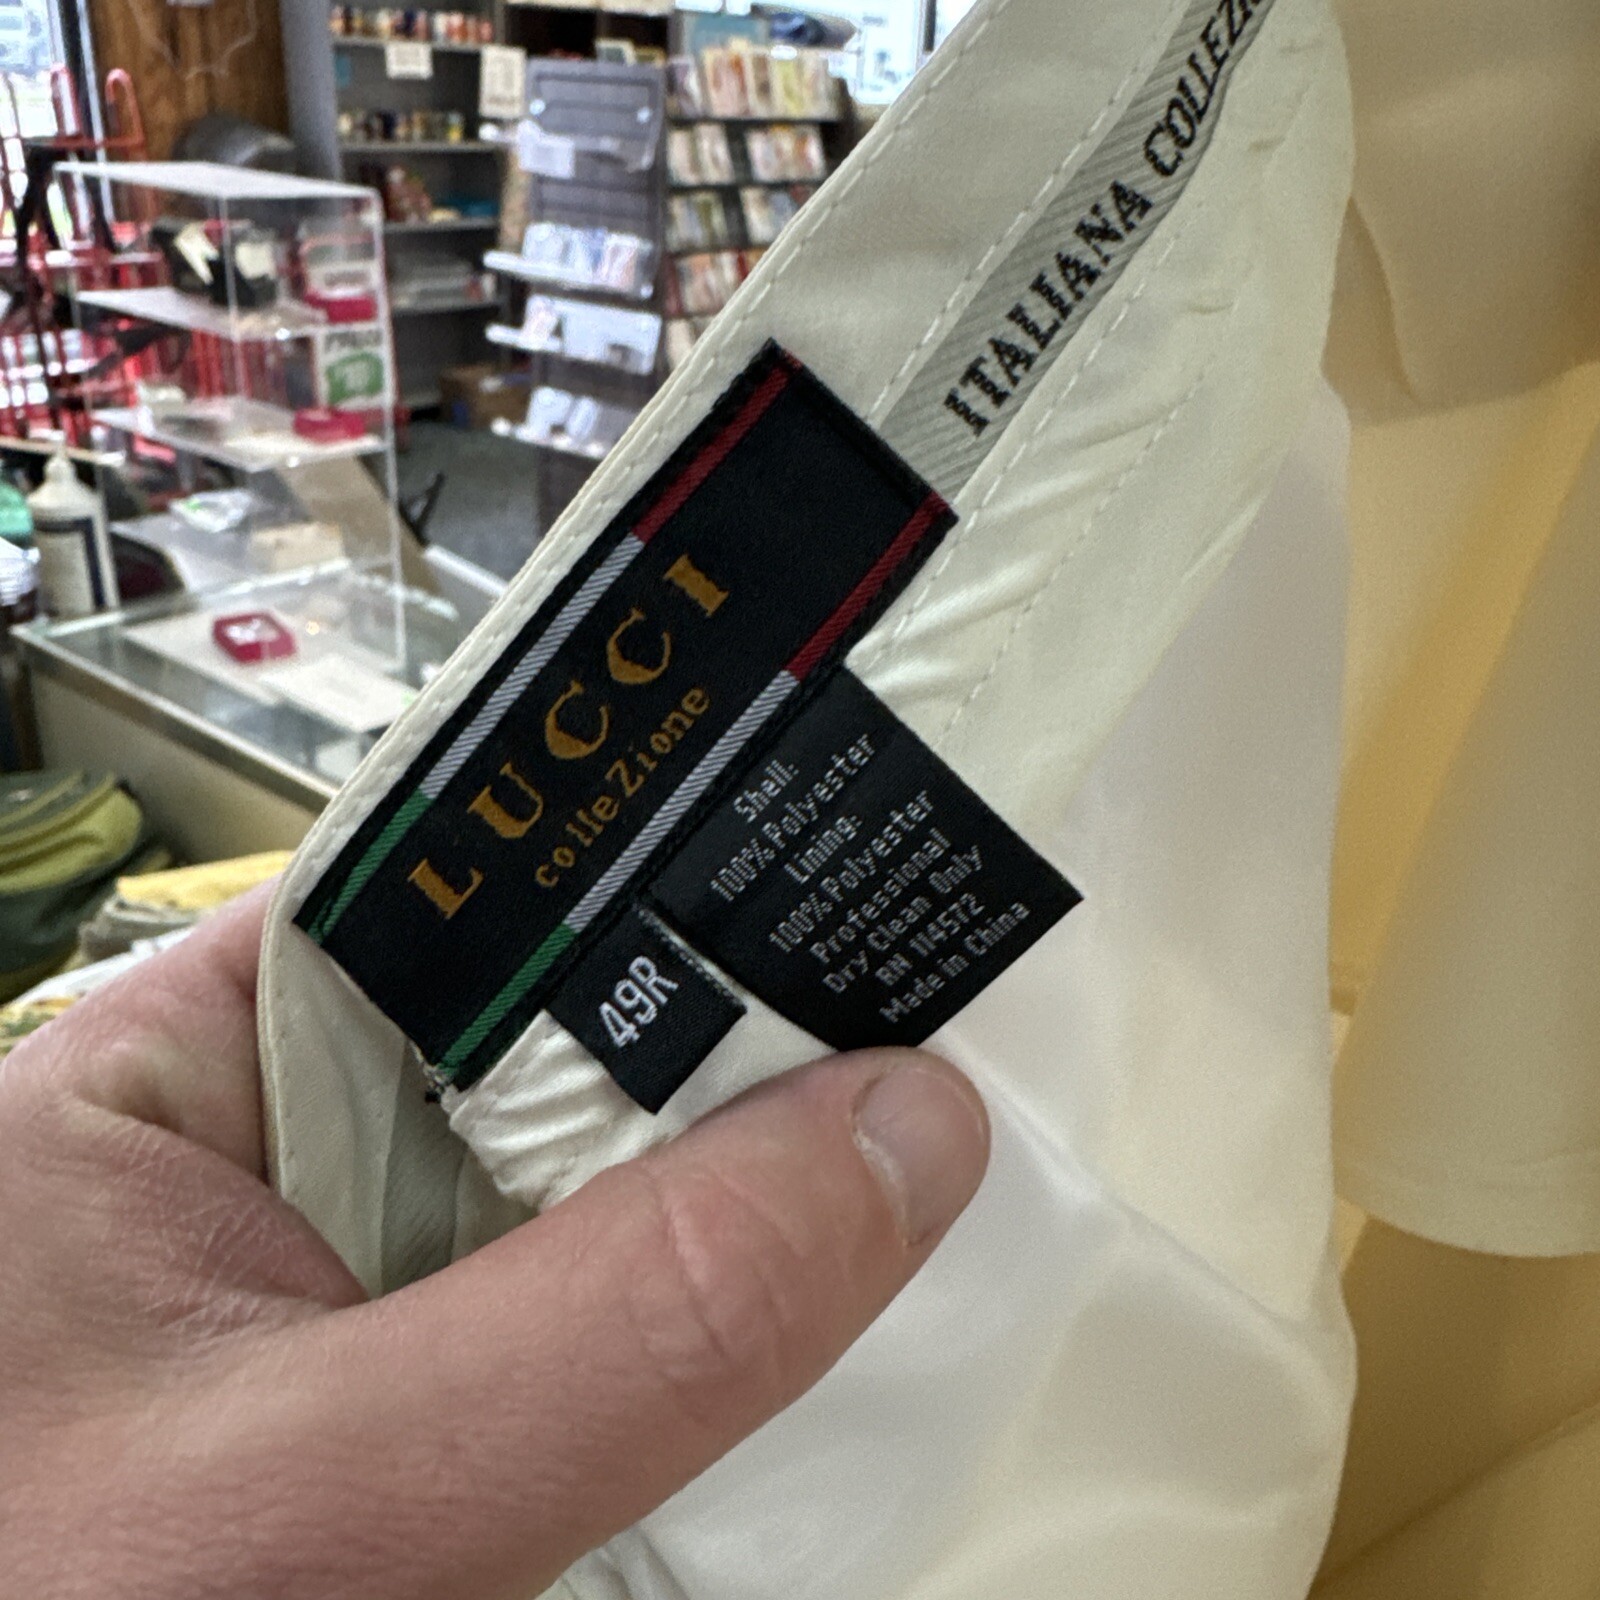 ITALIANA COLLEZI
LUCCI
colleZione
Shell:
100% Polyester
Lining:
100% Polyester
Professional
Dry Clean Only
RN 114572
Made in China
49R